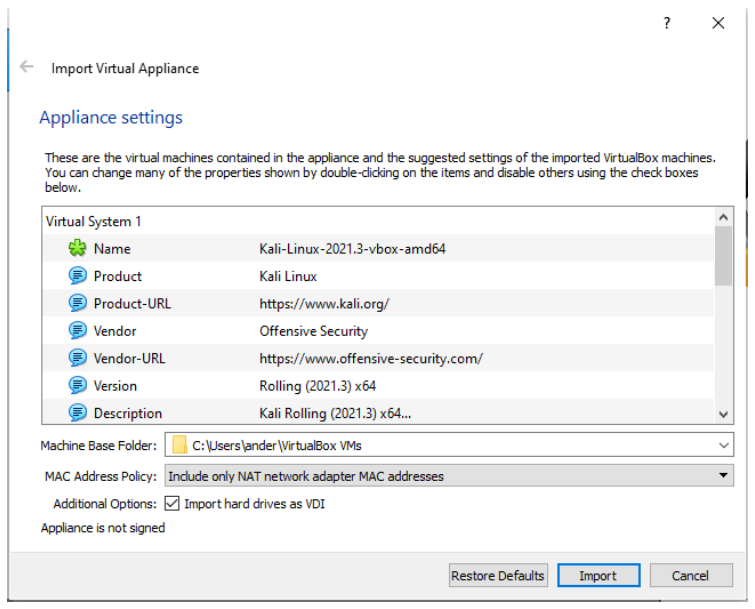 ?
Import Virtual Appliance
Appliance settings
These are the virtual machines contained in the appliance and the suggested settings of the imported VirtualBox machines.
You can change many of the properties shown by double-clicking on the items and disable others using the check boxes
below.
Virtual System 1
Name Kali-Linux-2021.3-vbox-amd64
Product Kali Linux
Product-URL https://www.kali.org/
Vendor Offensive Security
Vendor-URL https://www.offensive-security.com/
Version Rolling (2021.3) x64
Description Kali Rolling (2021.3) x64...
Machine Base Folder: C:\Users\ander\VirtualBox VMs
MAC Address Policy: Include only NAT network adapter MAC addresses
Additional Options: Import hard drives as VDI
Appliance is not signed
Restore Defaults Import Cancel